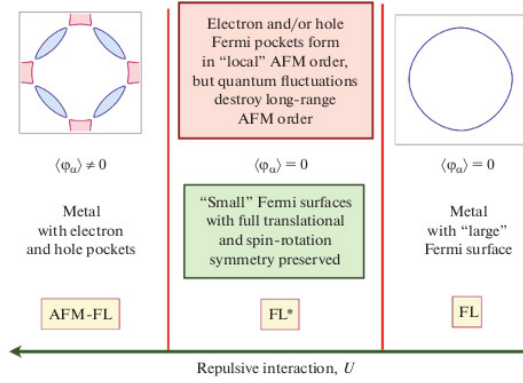 Electron and/or hole
Fermi pockets form
in “local” AFM order,
but quantum fluctuations
destroy long-range
AFM order
⟨φα⟩ ≠ 0
⟨φα⟩ = 0
⟨φα⟩ = 0
Metal
with electron
and hole pockets
“Small” Fermi surfaces
with full translational
and spin-rotation
symmetry preserved
Metal
with “large”
Fermi surface
AFM-FL
FL*
FL
Repulsive interaction, U